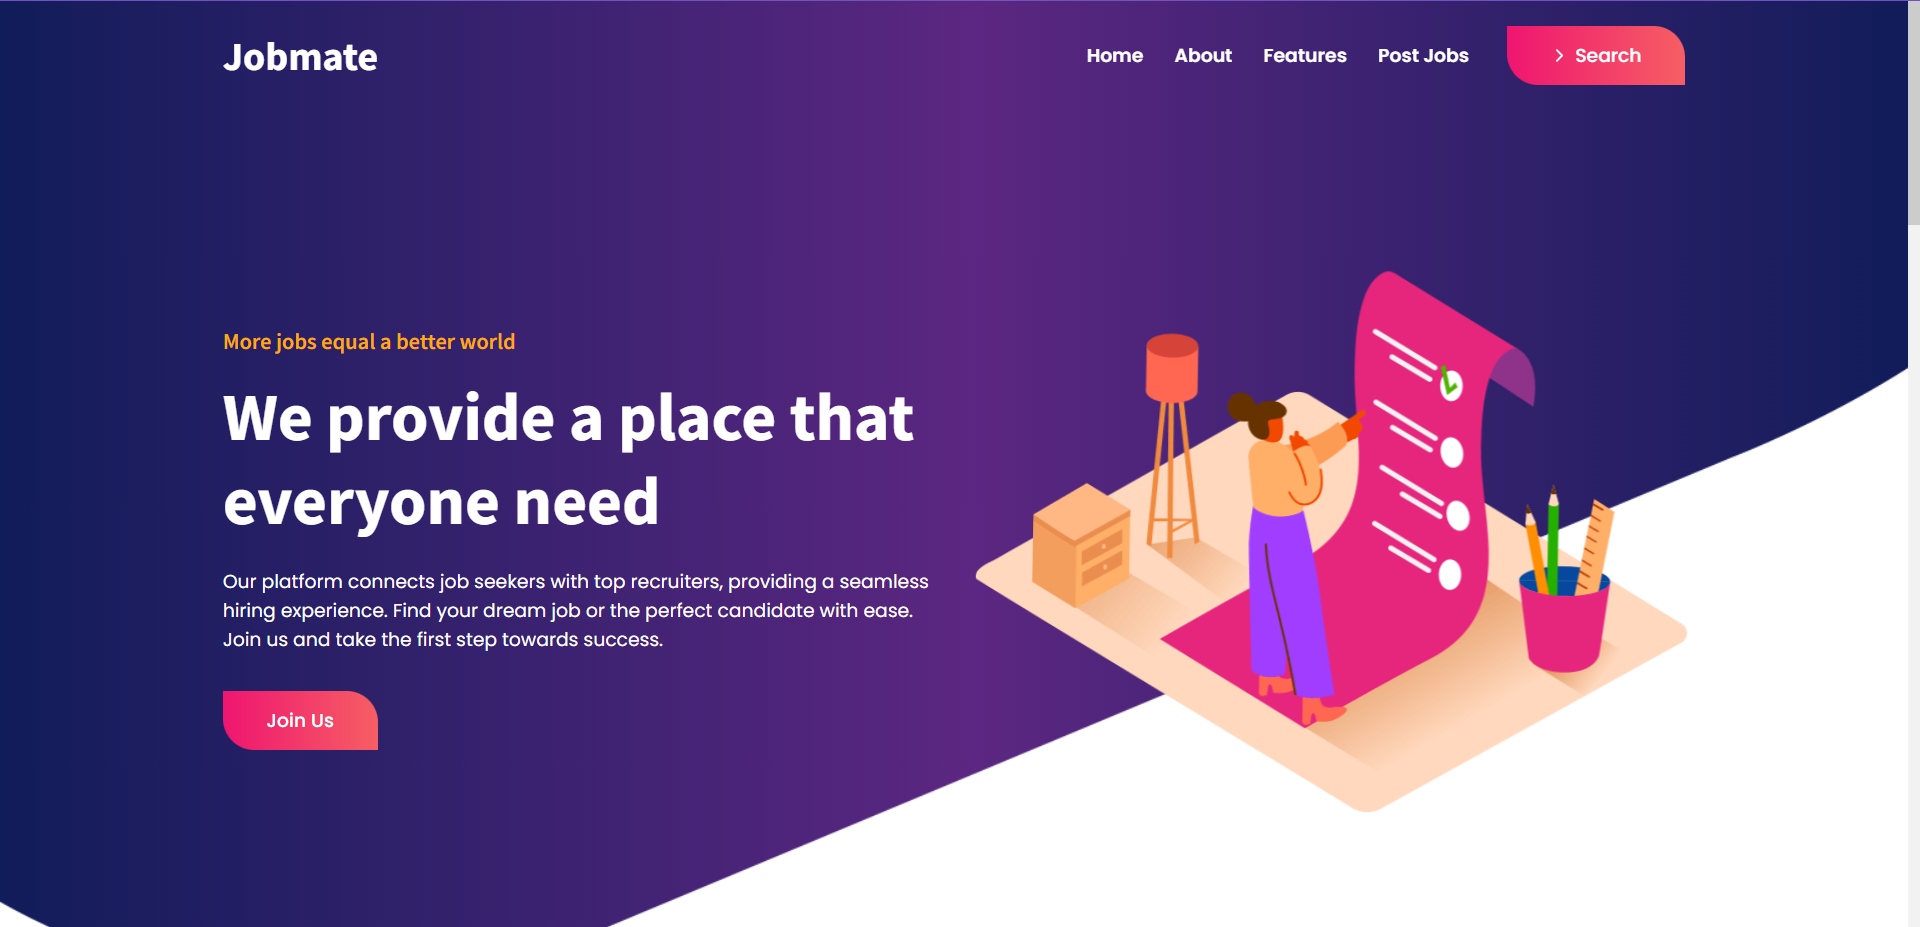 Jobmate
Home About Features Post Jobs Search
More jobs equal a better world
We provide a place that
everyone need
Our platform connects job seekers with top recruiters, providing a seamless
hiring experience. Find your dream job or the perfect candidate with ease.
Join us and take the first step towards success.
Join Us